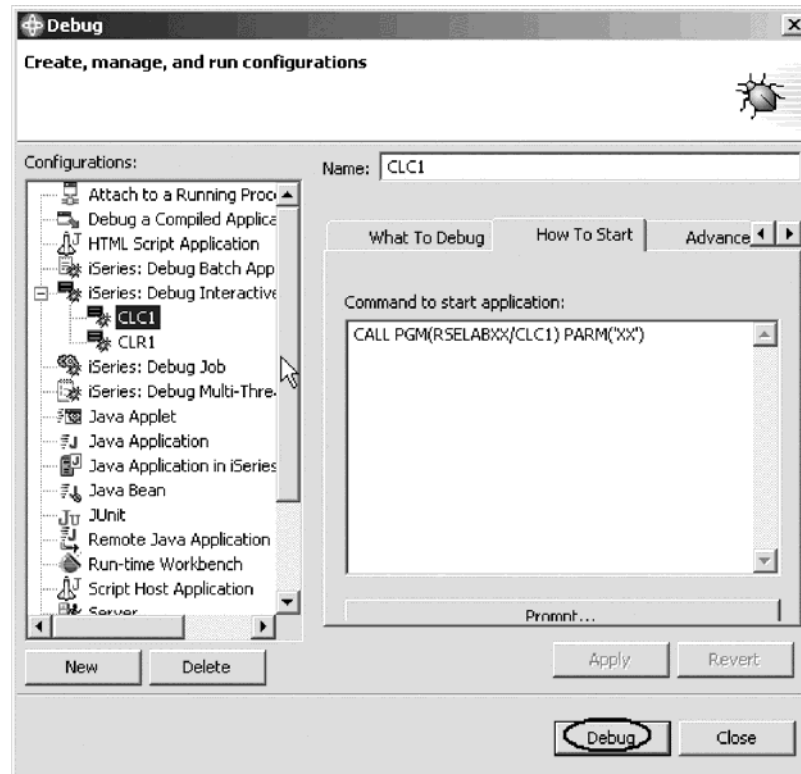 Debug
Create, manage, and run configurations
Configurations:
Attach to a Running Proc
Debug a Compiled Applica
HTML Script Application
iSeries: Debug Batch App
iSeries: Debug Interactive
CLC1
CLR1
iSeries: Debug Job
iSeries: Debug Multi-Thre
Java Applet
Java Application
Java Application in iSeries
Java Bean
JUnit
Remote Java Application
Run-time Workbench
Script Host Application
Server
New Delete
Name: CLC1
What To Debug How To Start Advance
Command to start application:
CALL PGM(RSELABXX/CLC1) PARM('XX')
Prompt...
Apply Revert
Debug Close